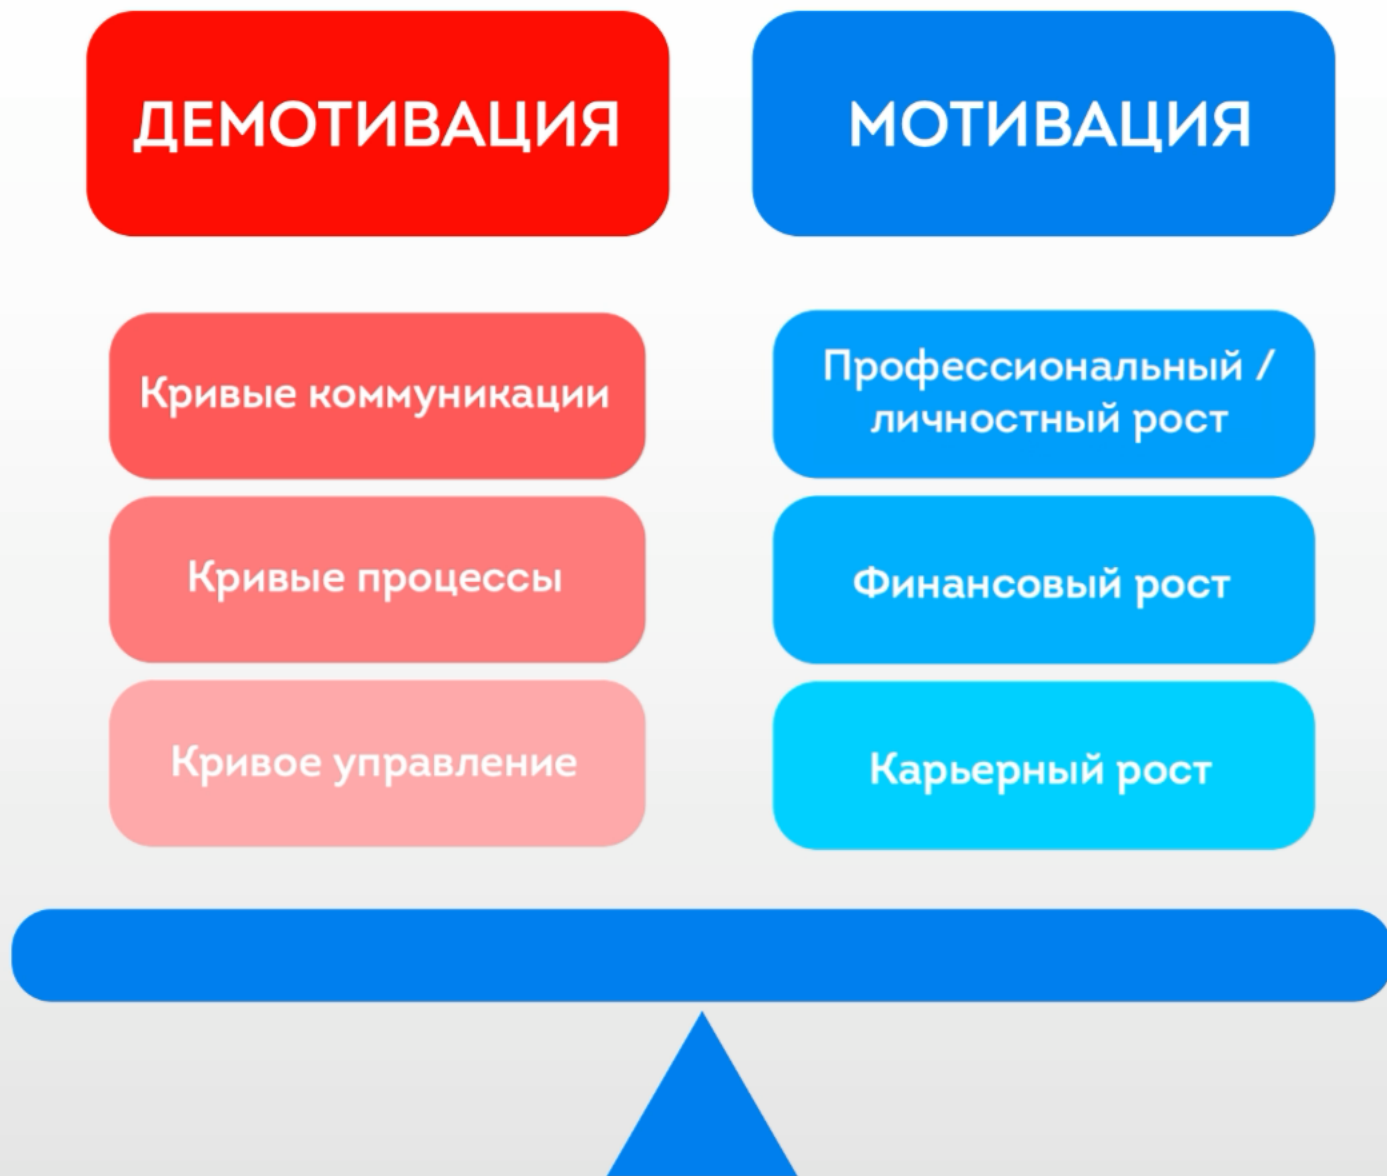 ДЕМОТИВАЦИЯ
Кривые коммуникации
Кривые процессы
Кривое управление
МОТИВАЦИЯ
Профессиональный /
личностный рост
Финансовый рост
Карьерный рост